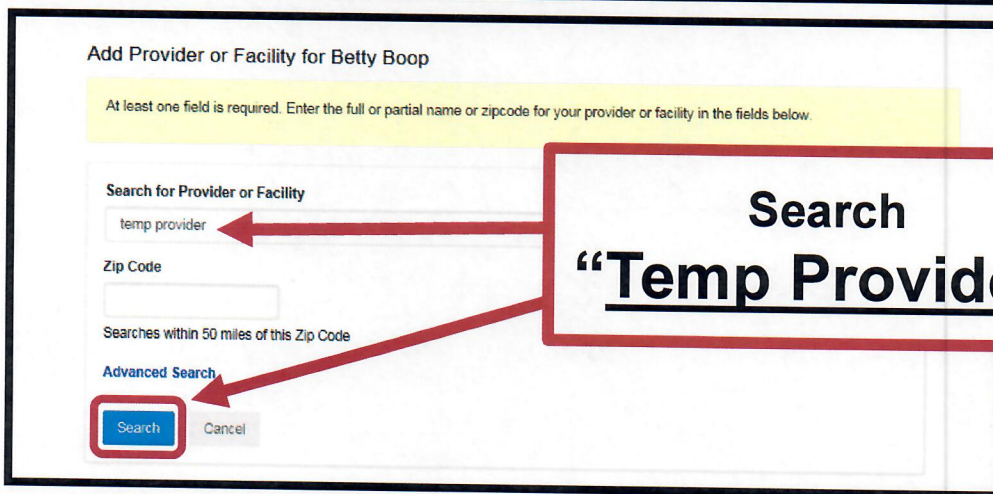 Add Provider or Facility for Betty Boop
At least one field is required. Enter the full or partial name or zipcode for your provider or facility in the fields below.
Search for Provider or Facility
temp provider
Zip Code
Searches within 50 miles of this Zip Code
Advanced Search
Search Cancel
Search
“Temp